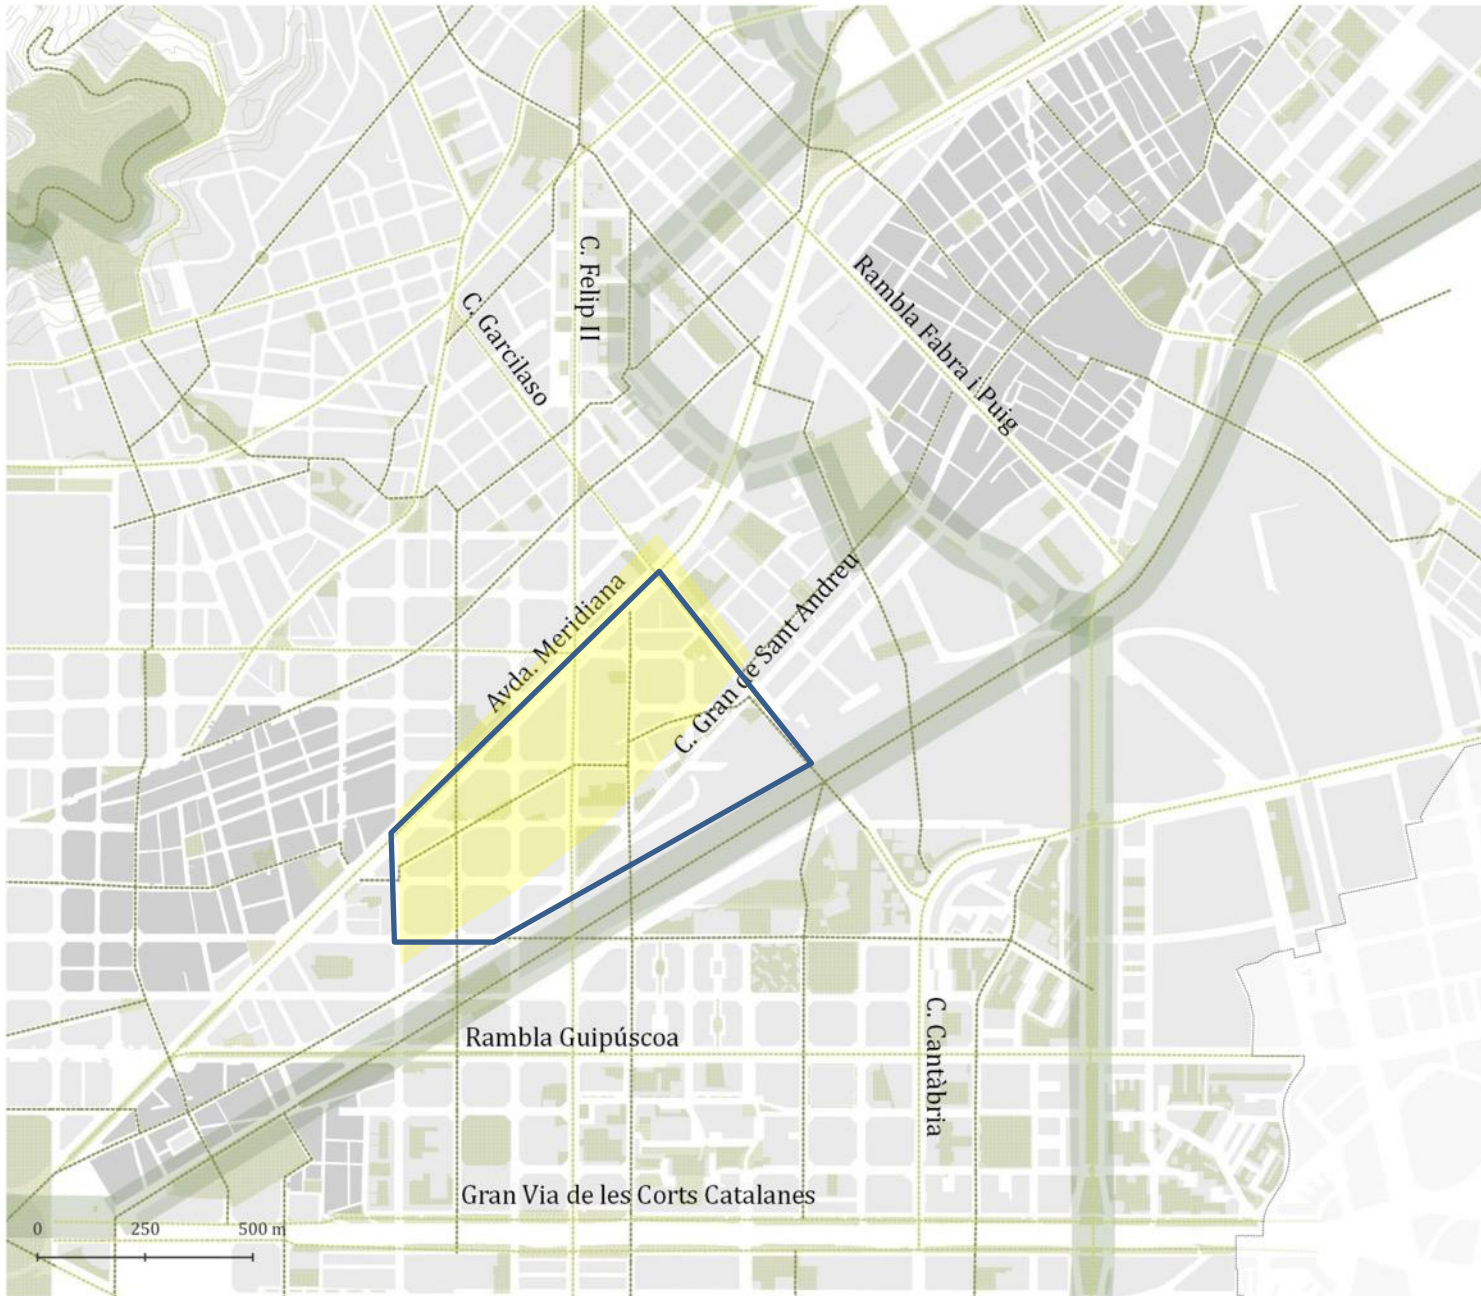 C. Felip II
C. Garcilaso
Rambla Fabra i Puig
Avda. Meridiana
C. Gran de Sant Andreu
Rambla Guipúscoa
C. Cantàbria
Gran Via de les Corts Catalanes
0 250 500 m